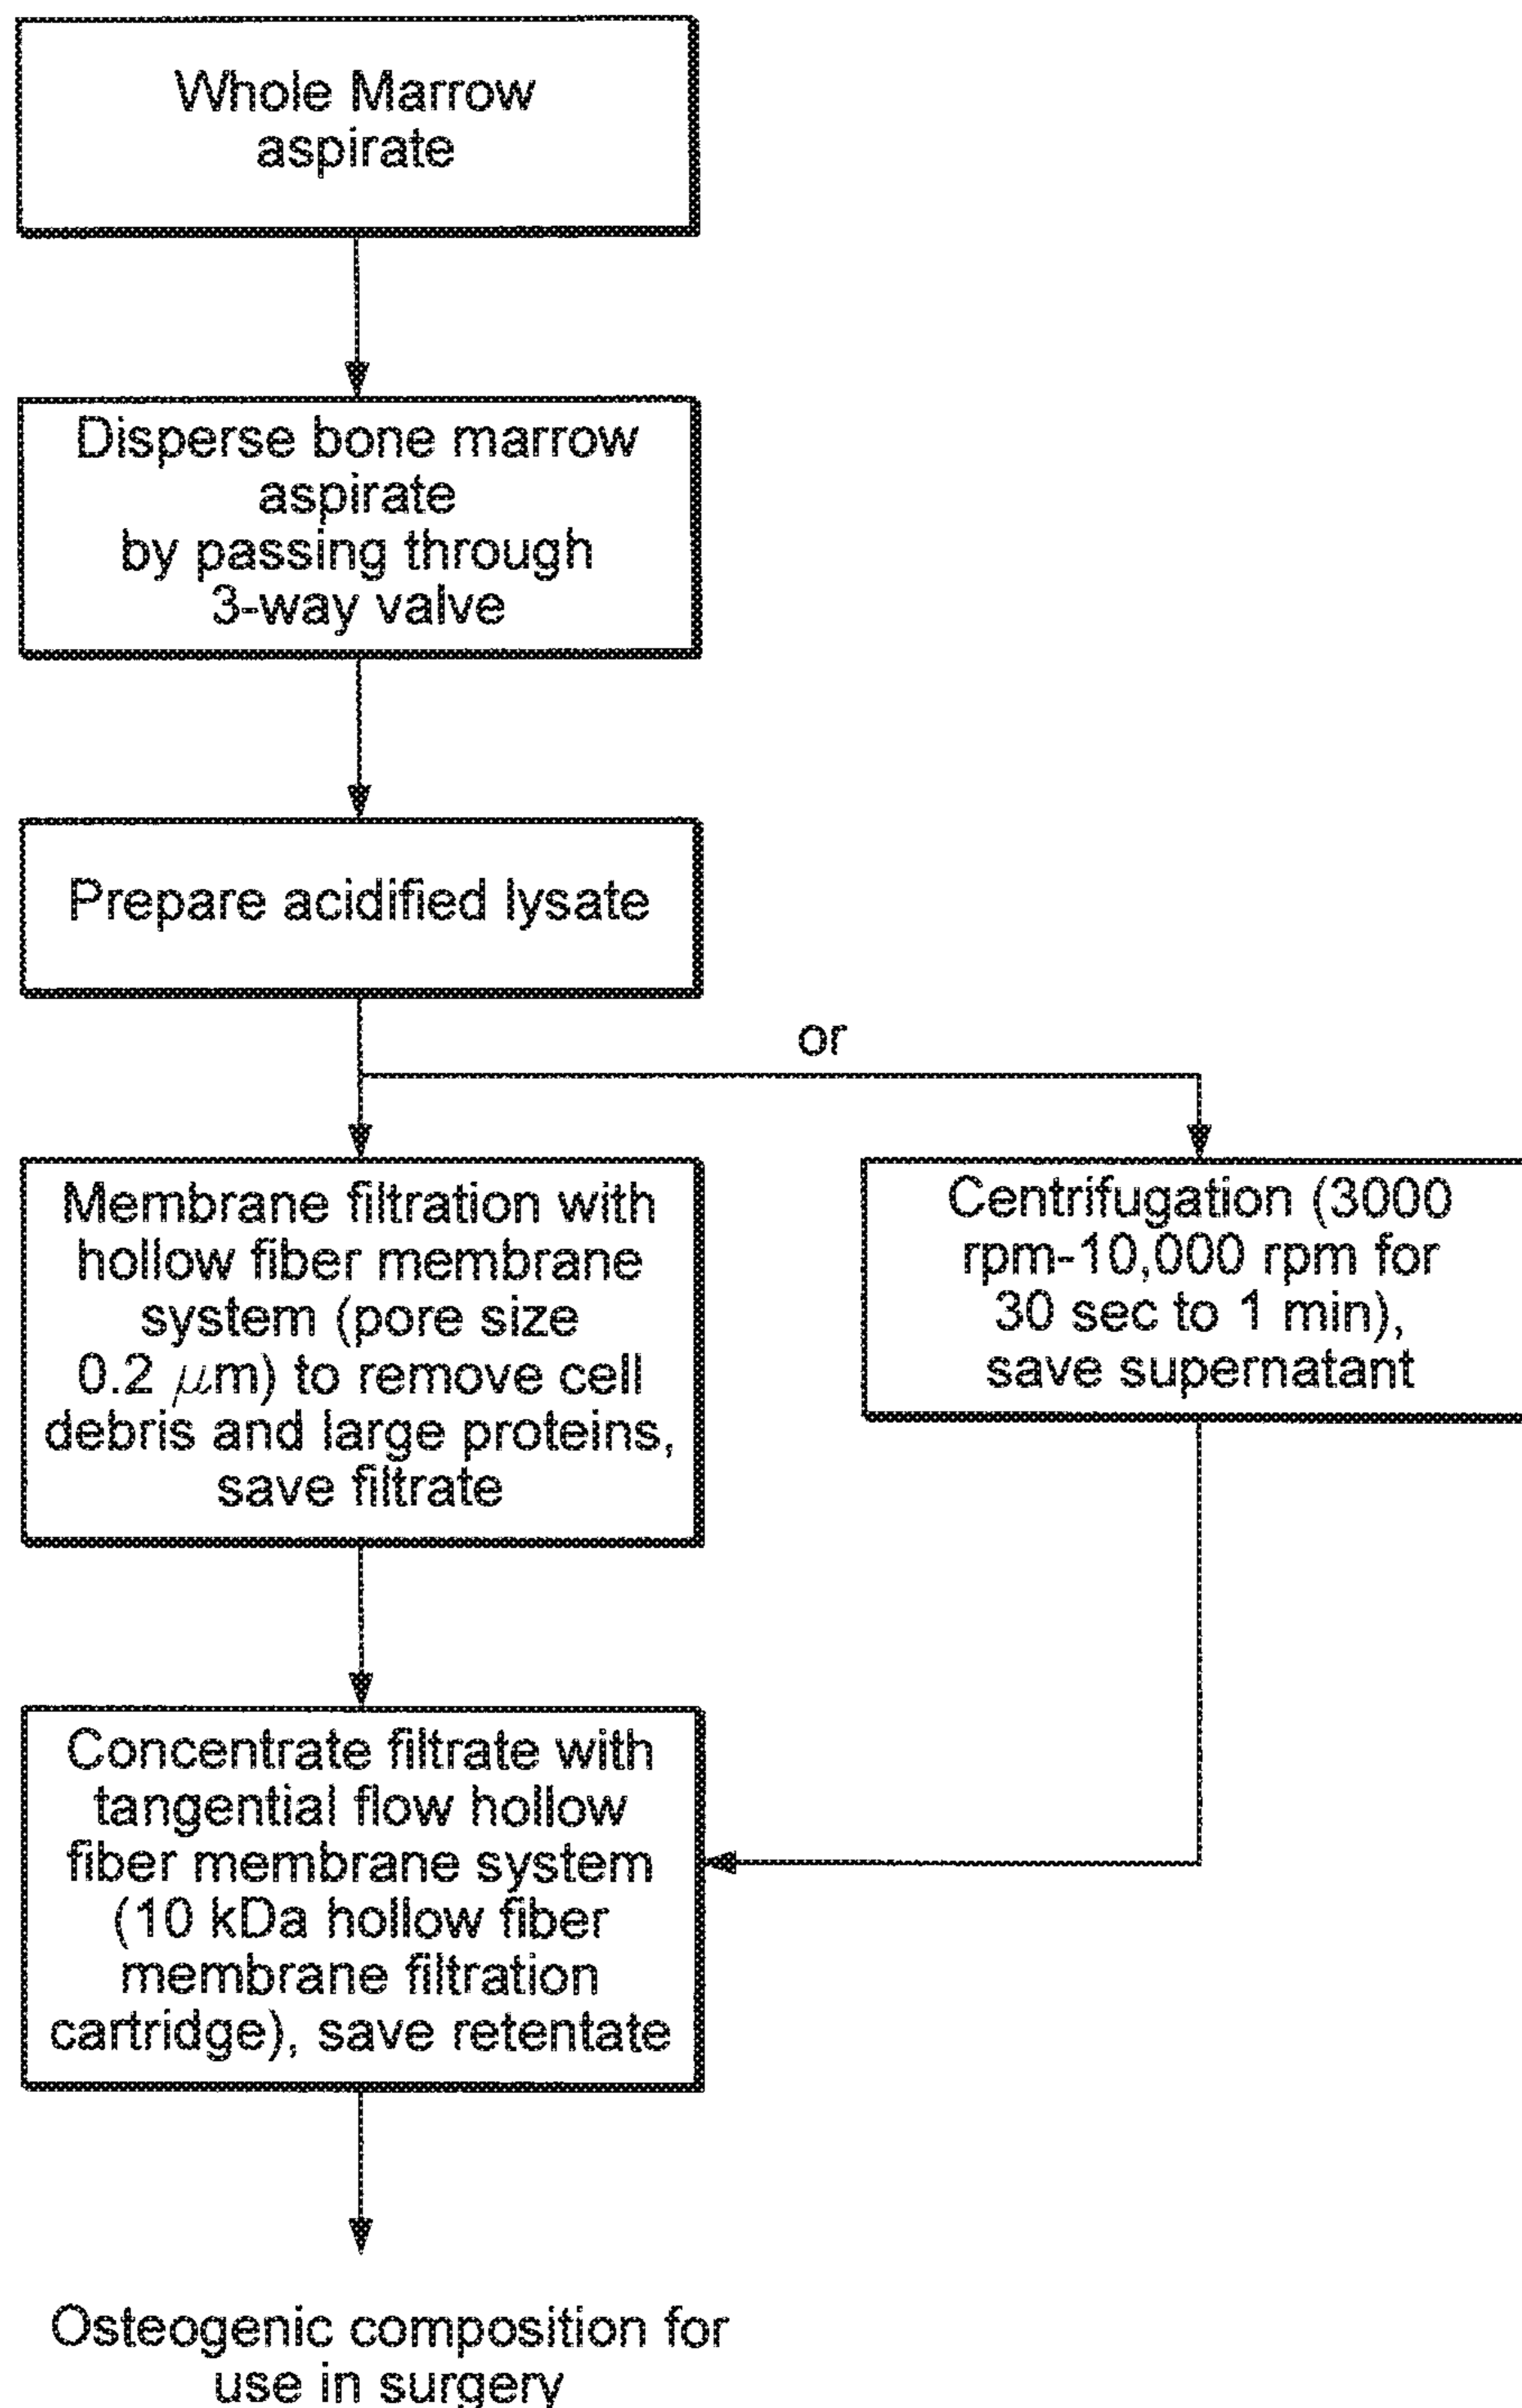 Whole Marrow
aspirate
Disperse bone marrow
aspirate
by passing through
3-way valve
Prepare acidified lysate
or
Membrane filtration with
hollow fiber membrane
system (pore size
0.2 μm) to remove cell
debris and large proteins,
save filtrate
Centrifugation (3000
rpm-10,000 rpm for
30 sec to 1 min),
save supernatant
Concentrate filtrate with
tangential flow hollow
fiber membrane system
(10 kDa hollow fiber
membrane filtration
cartridge), save retentate
Osteogenic composition for
use in surgery